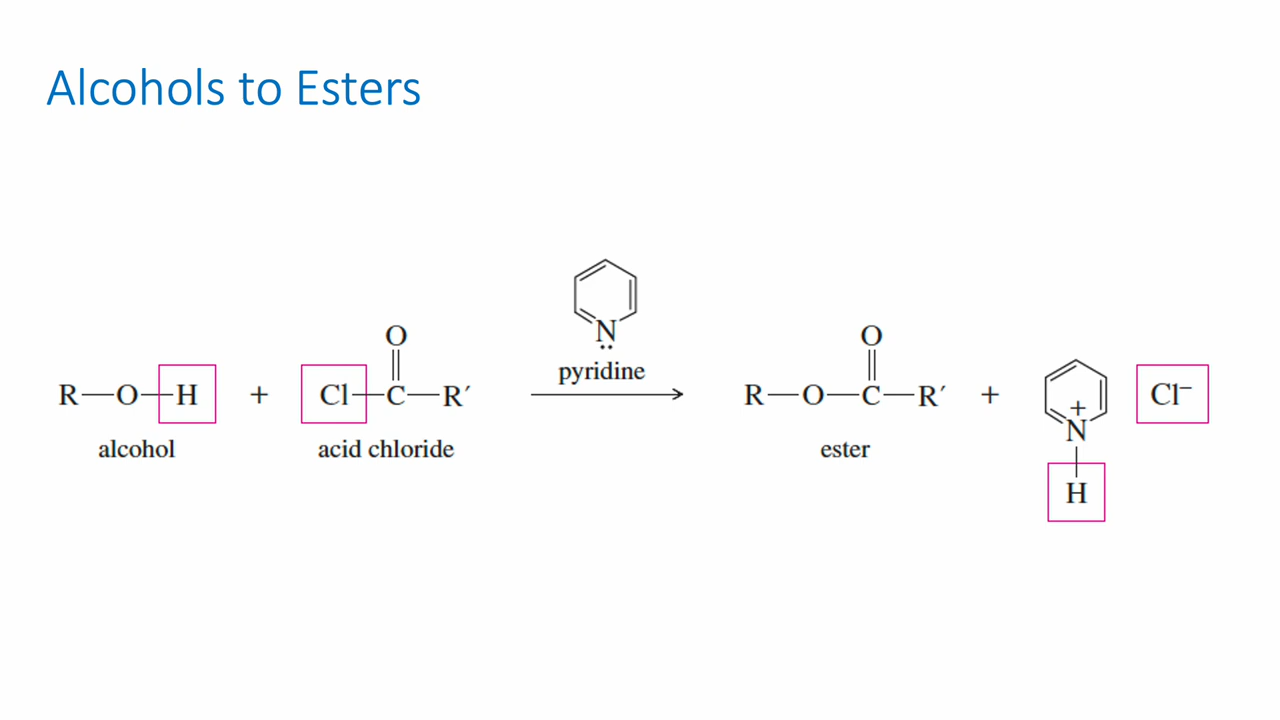 Alcohols to Esters
O
O
N
pyridine
R—O—H + Cl—C—R′ → R—O—C—R′ + N+ Cl−
alcohol
acid chloride
ester
H